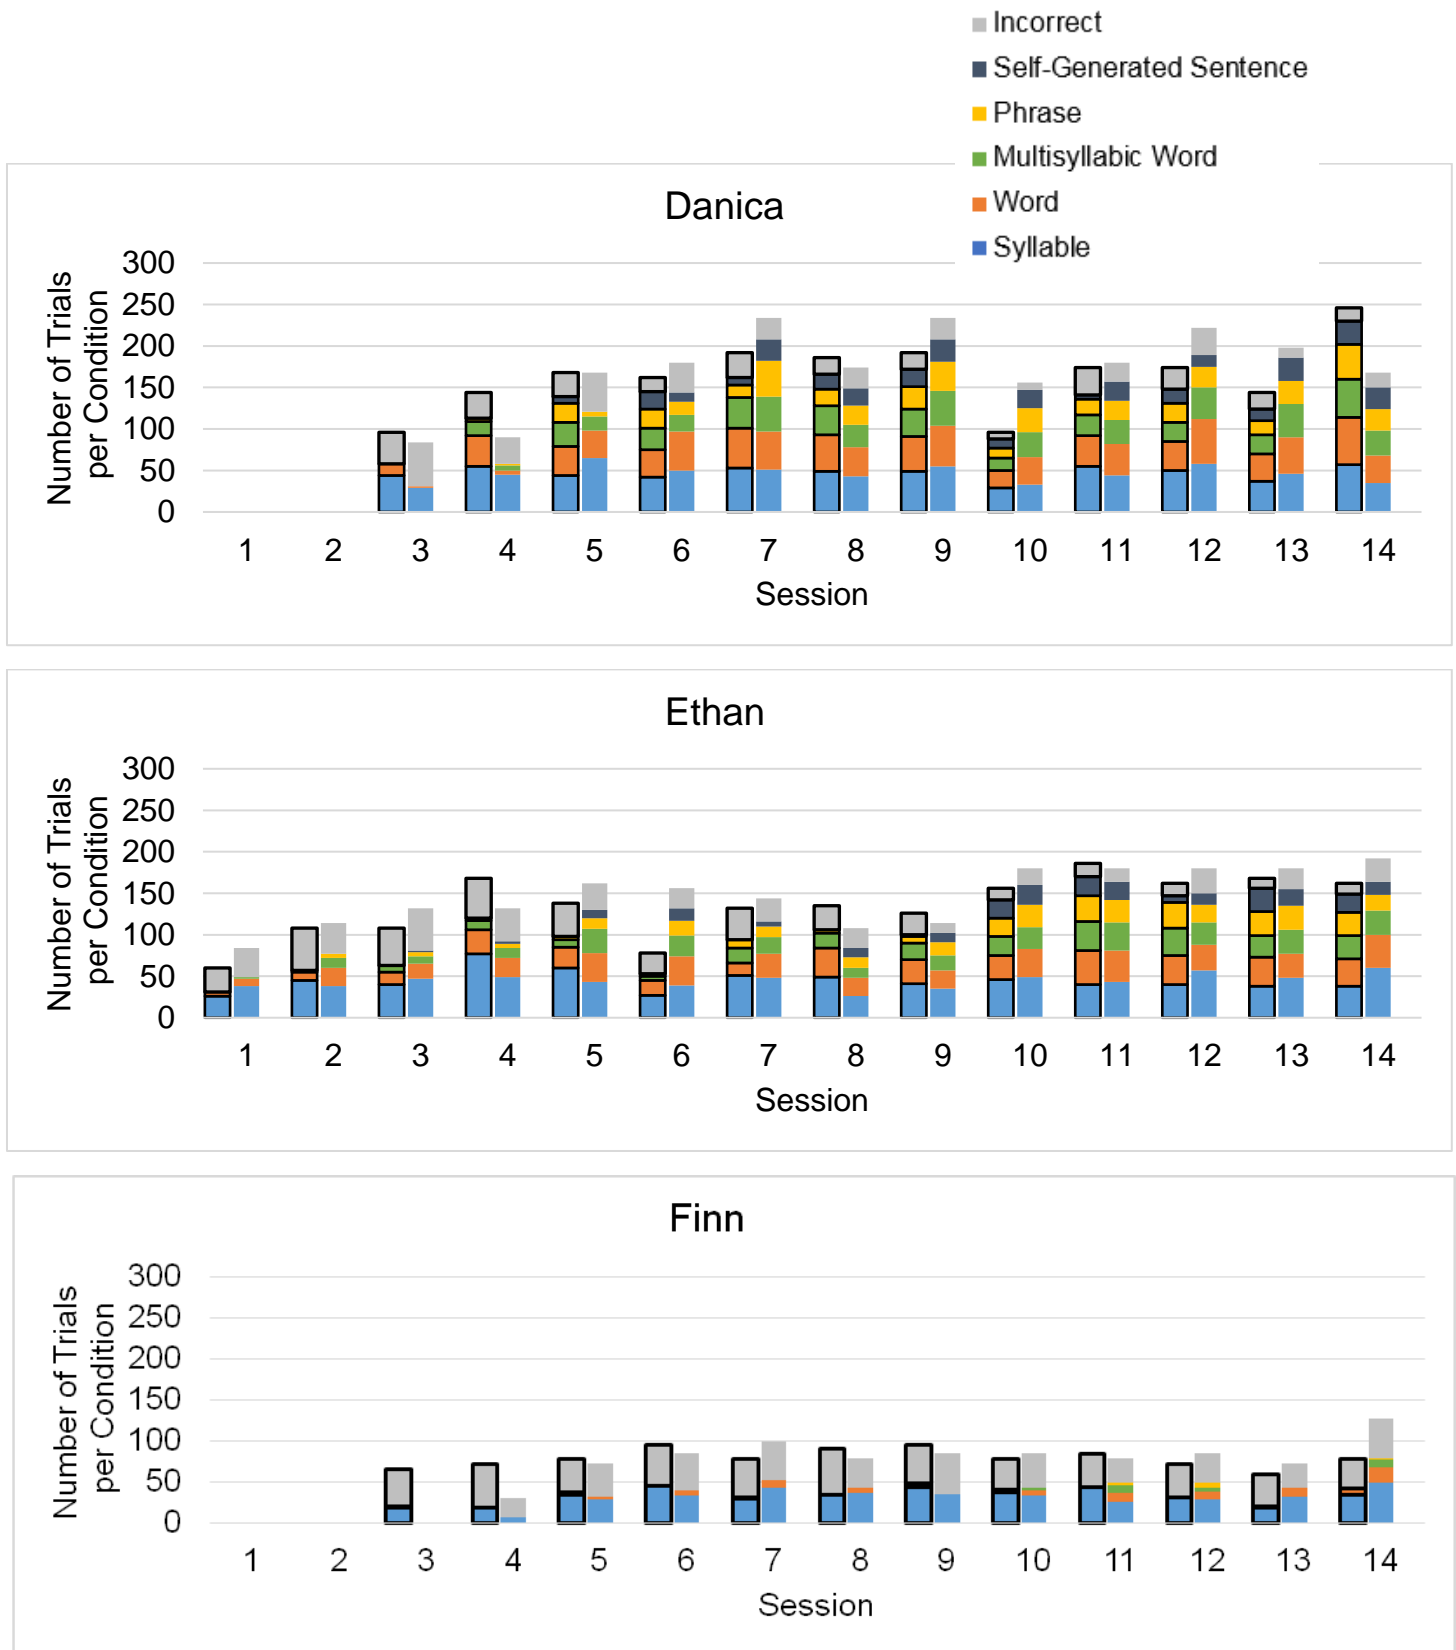 Incorrect
Self-Generated Sentence
Phrase
Multisyllabic Word
Word
Syllable
Danica
Number of Trials
per Condition
300
250
200
150
100
50
0
1 2 3 4 5 6 7 8 9 10 11 12 13 14
Session
Ethan
Number of Trials
per Condition
300
250
200
150
100
50
0
1 2 3 4 5 6 7 8 9 10 11 12 13 14
Session
Finn
Number of Trials
per Condition
300
250
200
150
100
50
0
1 2 3 4 5 6 7 8 9 10 11 12 13 14
Session